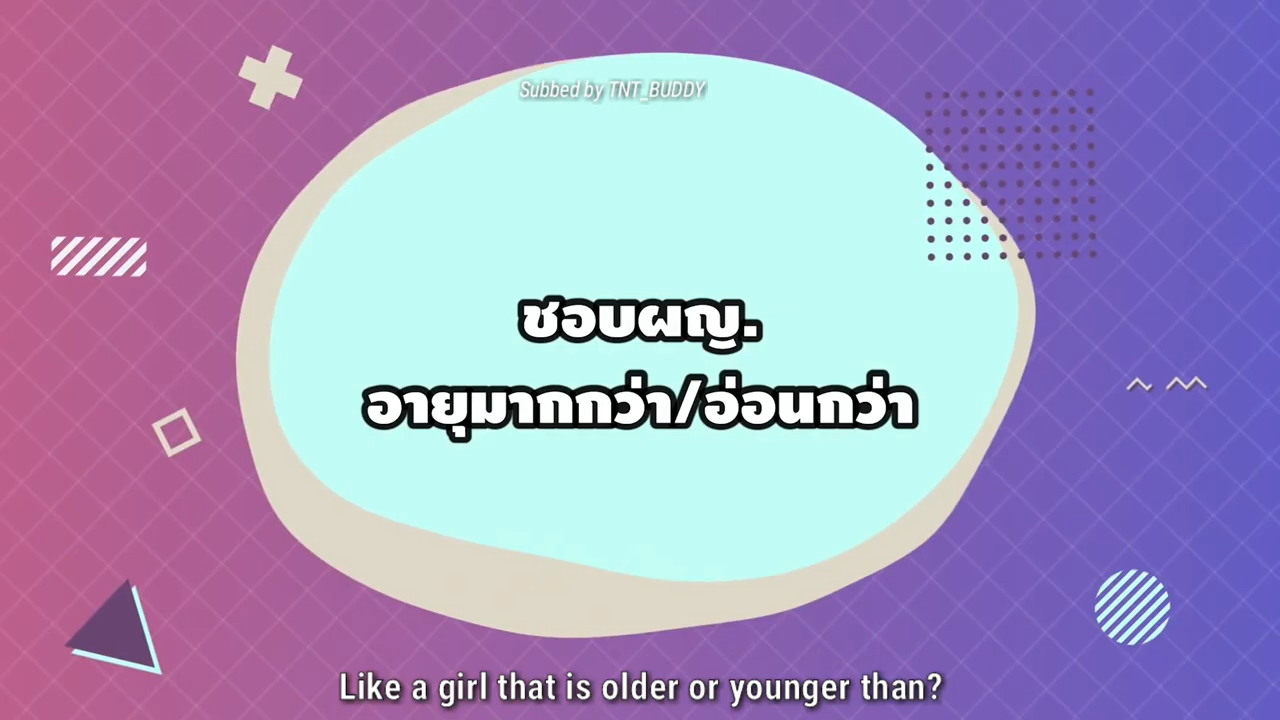 Subbed by TNT_BUDDY
ชอบผญ.
อายุมากกว่า/อ่อนกว่า
Like a girl that is older or younger than?